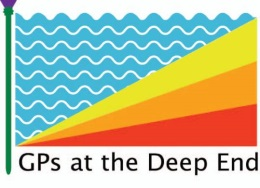 GPs at the Deep End